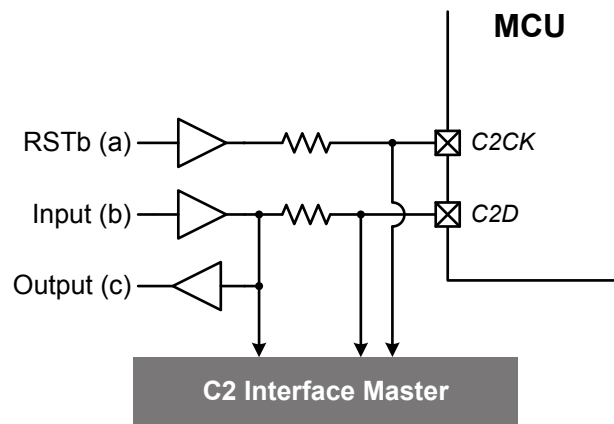 MCU
RSTb (a)
C2CK
Input (b)
C2D
Output (c)
C2 Interface Master